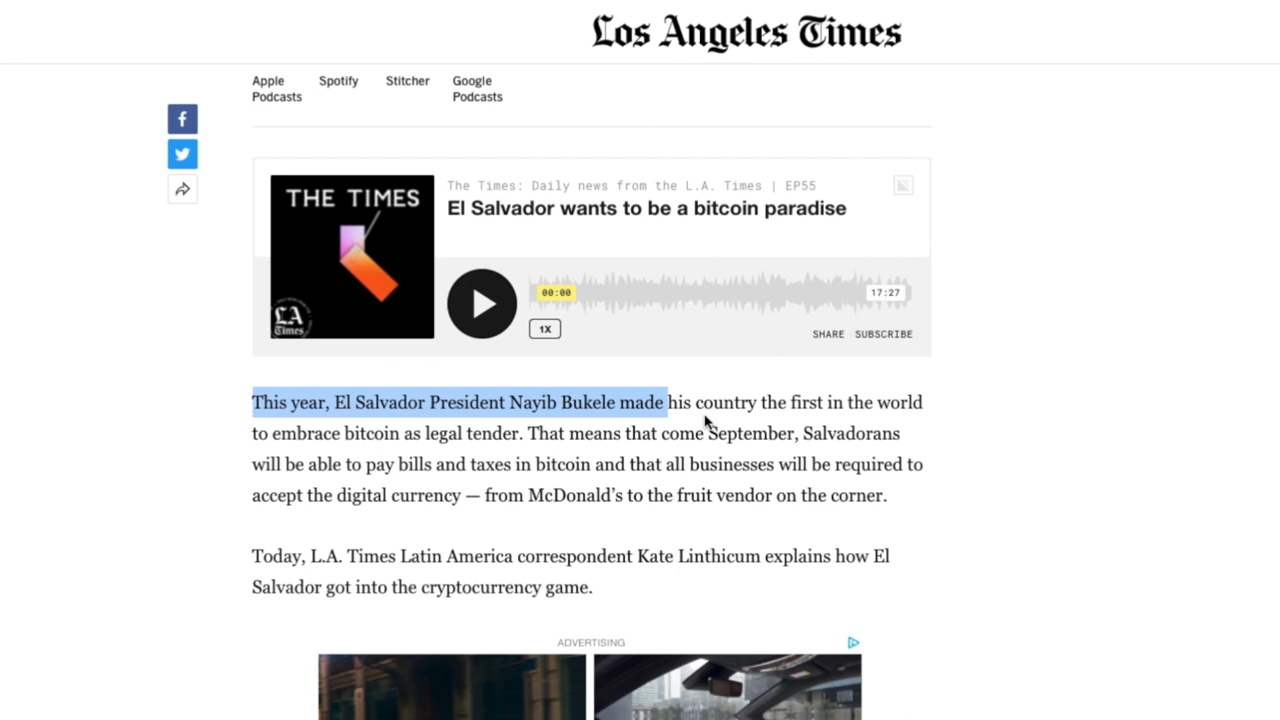 Los Angeles Times
Apple Podcasts
Spotify
Stitcher
Google Podcasts
THE TIMES
LA Times
The Times: Daily news from the L.A. Times | EP55
El Salvador wants to be a bitcoin paradise
00:00
17:27
1X
SHARE SUBSCRIBE
This year, El Salvador President Nayib Bukele made his country the first in the world
to embrace bitcoin as legal tender. That means that come September, Salvadorans
will be able to pay bills and taxes in bitcoin and that all businesses will be required to
accept the digital currency — from McDonald’s to the fruit vendor on the corner.
Today, L.A. Times Latin America correspondent Kate Linthicum explains how El
Salvador got into the cryptocurrency game.
ADVERTISING